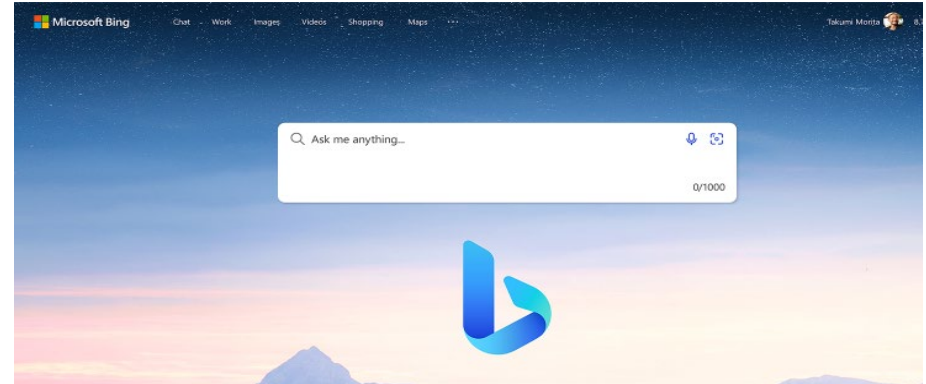 Microsoft Bing Chat Work Images Videos Shopping Maps ... Takumi Morita
Ask me anything...
0/1000